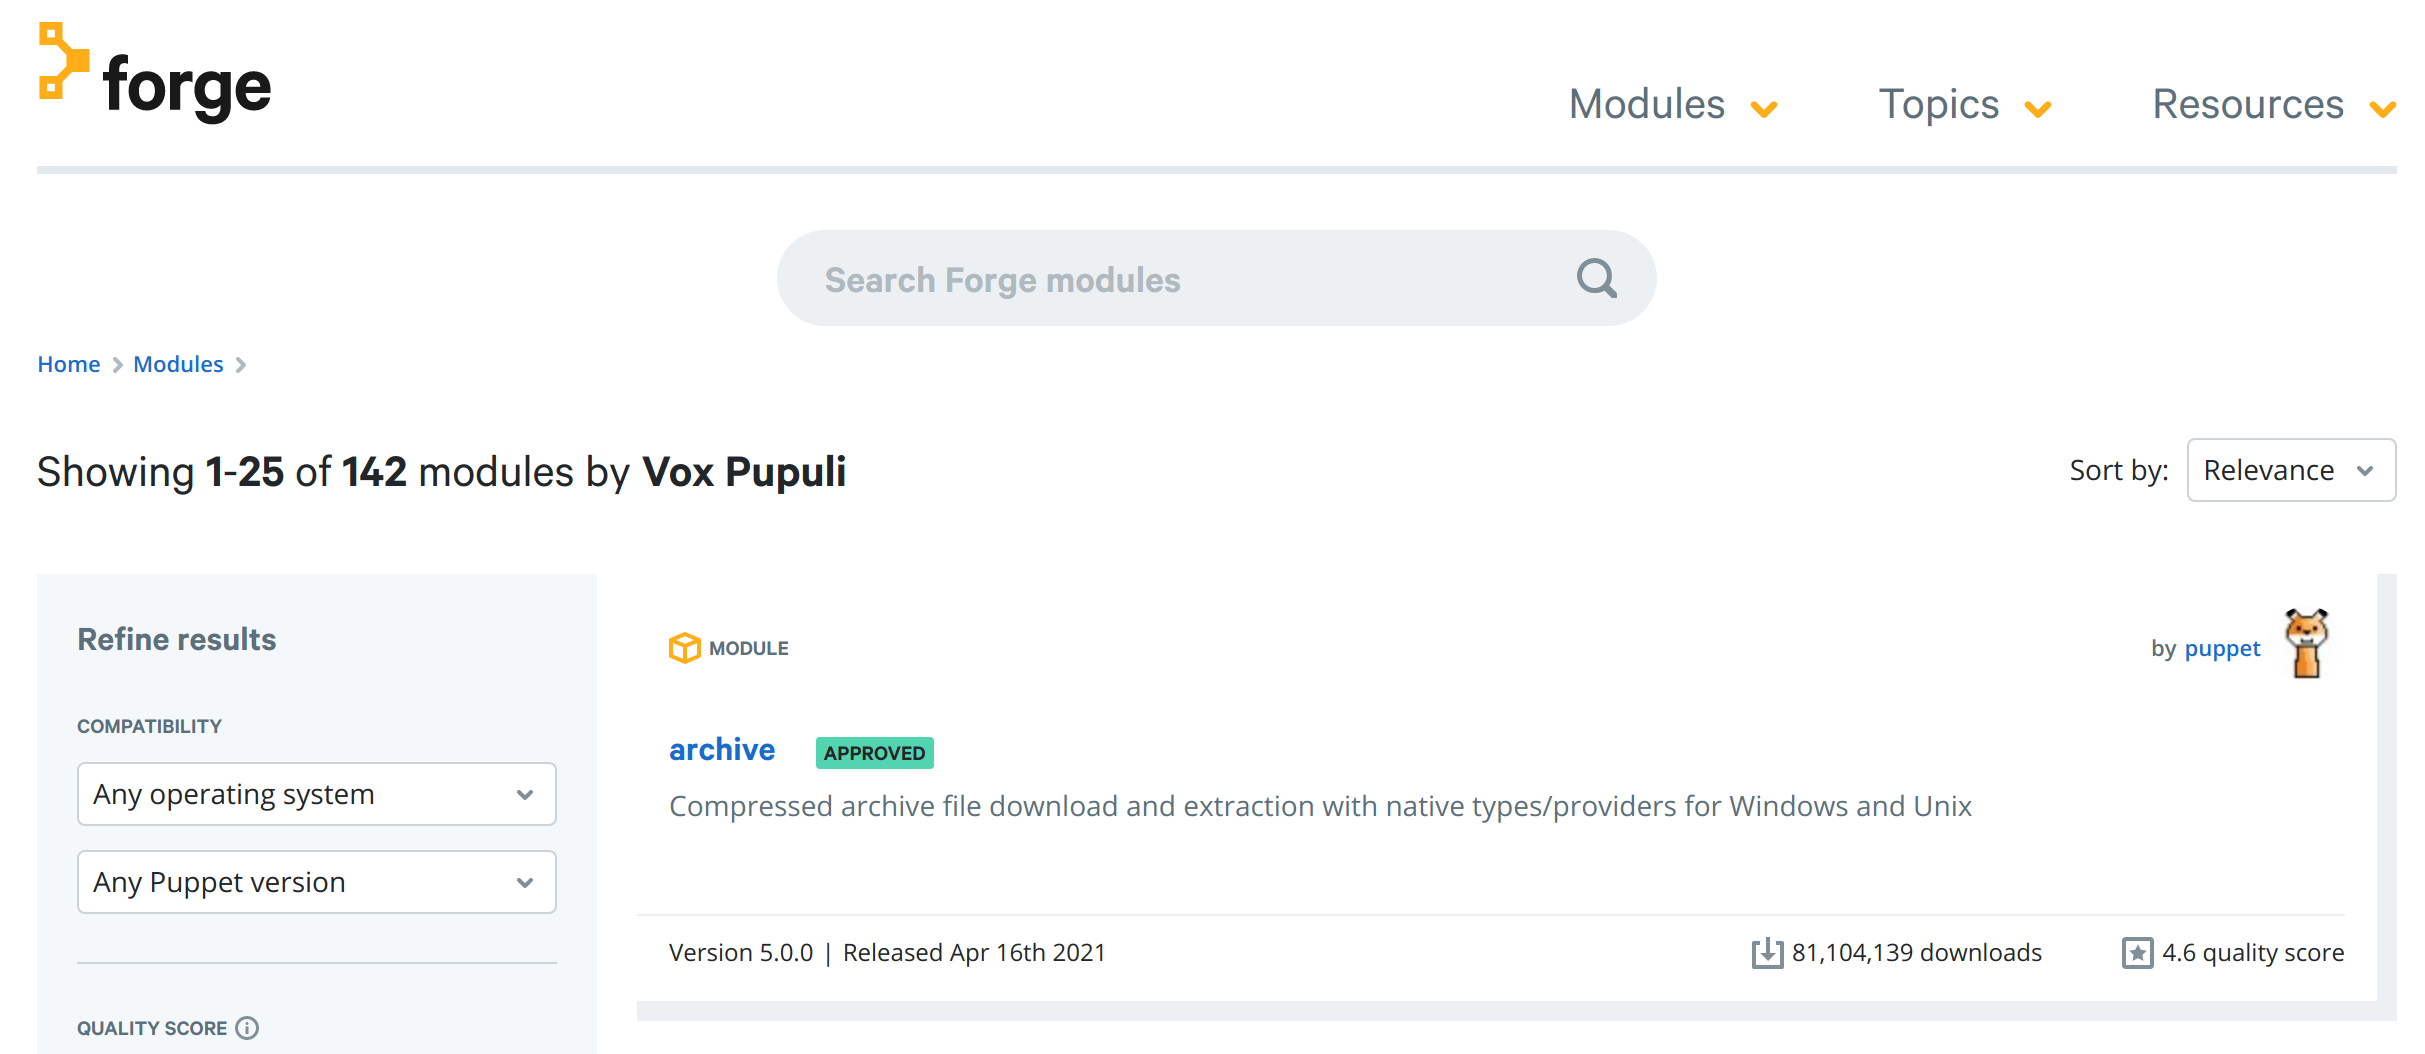 forge
Modules
Topics
Resources
Search Forge modules
Home
Modules
Showing 1-25 of 142 modules by Vox Pupuli
Sort by:
Relevance
Refine results
COMPATIBILITY
Any operating system
Any Puppet version
QUALITY SCORE
MODULE
by puppet
archive
APPROVED
Compressed archive file download and extraction with native types/providers for Windows and Unix
Version 5.0.0 | Released Apr 16th 2021
81,104,139 downloads
4.6 quality score